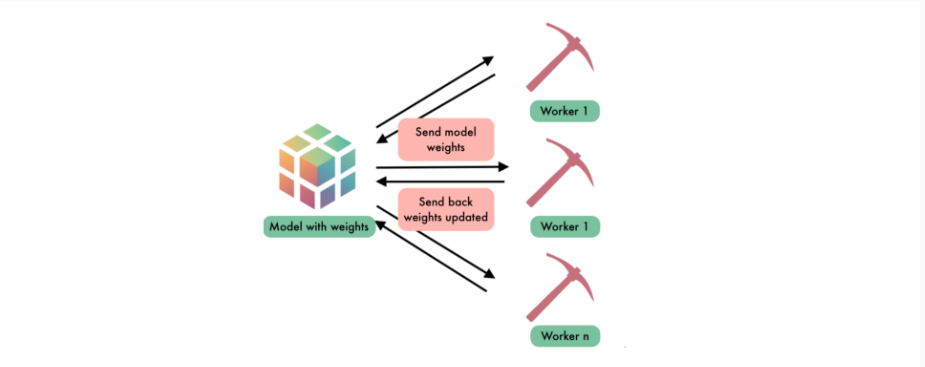 Worker 1
Send model
weights
Send back
weights updated
Model with weights
Worker 1
Worker n